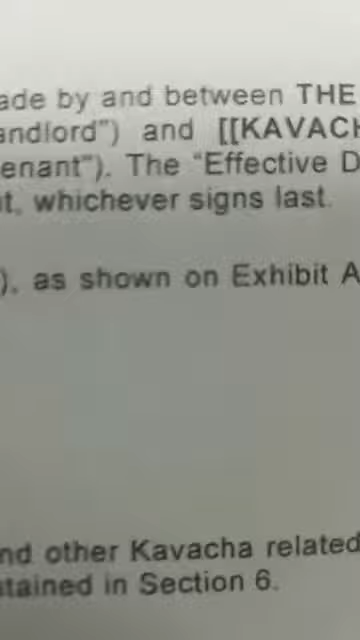 ade by and between THE
andlord") and [[KAVACH
enant"). The "Effective D
t, whichever signs last.
), as shown on Exhibit A
nd other Kavacha related
tained in Section 6.